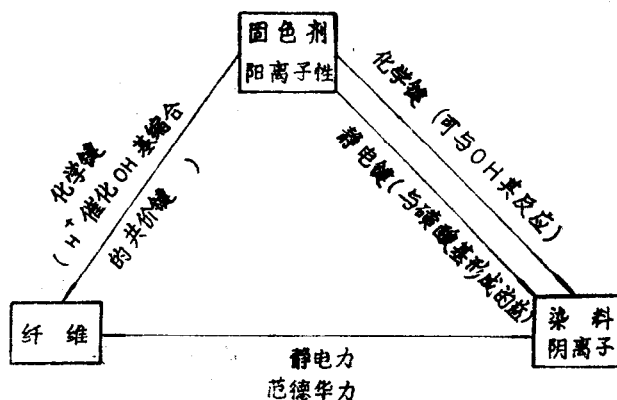 固色剂
阳离子性
化学键
(H⁺催化OH基缩合
的共价键)
化学键(可与OH其反应)
静电键(与磺酸基形成的盐)
纤维
染料
阴离子
静电力
范德华力